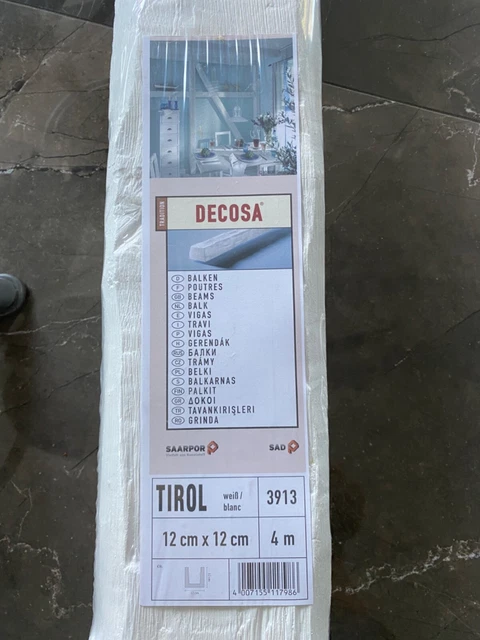 TRADITION
DECOSA®
D BALKEN
F POUTRES
GB BEAMS
NL BALK
E VIGAS
I TRAVI
P VIGAS
H GERENDÁK
RUS БАЛКИ
CZ TRÁMY
PL BELKI
S BALKARNAS
FIN PALKIT
GR ΔΟΚΟΙ
TR TAVANKIRIŞLERI
RO GRINDA
SAARPOR
SAD
TIROL weiß / blanc 3913
12 cm x 12 cm 4 m
4 007155 117986